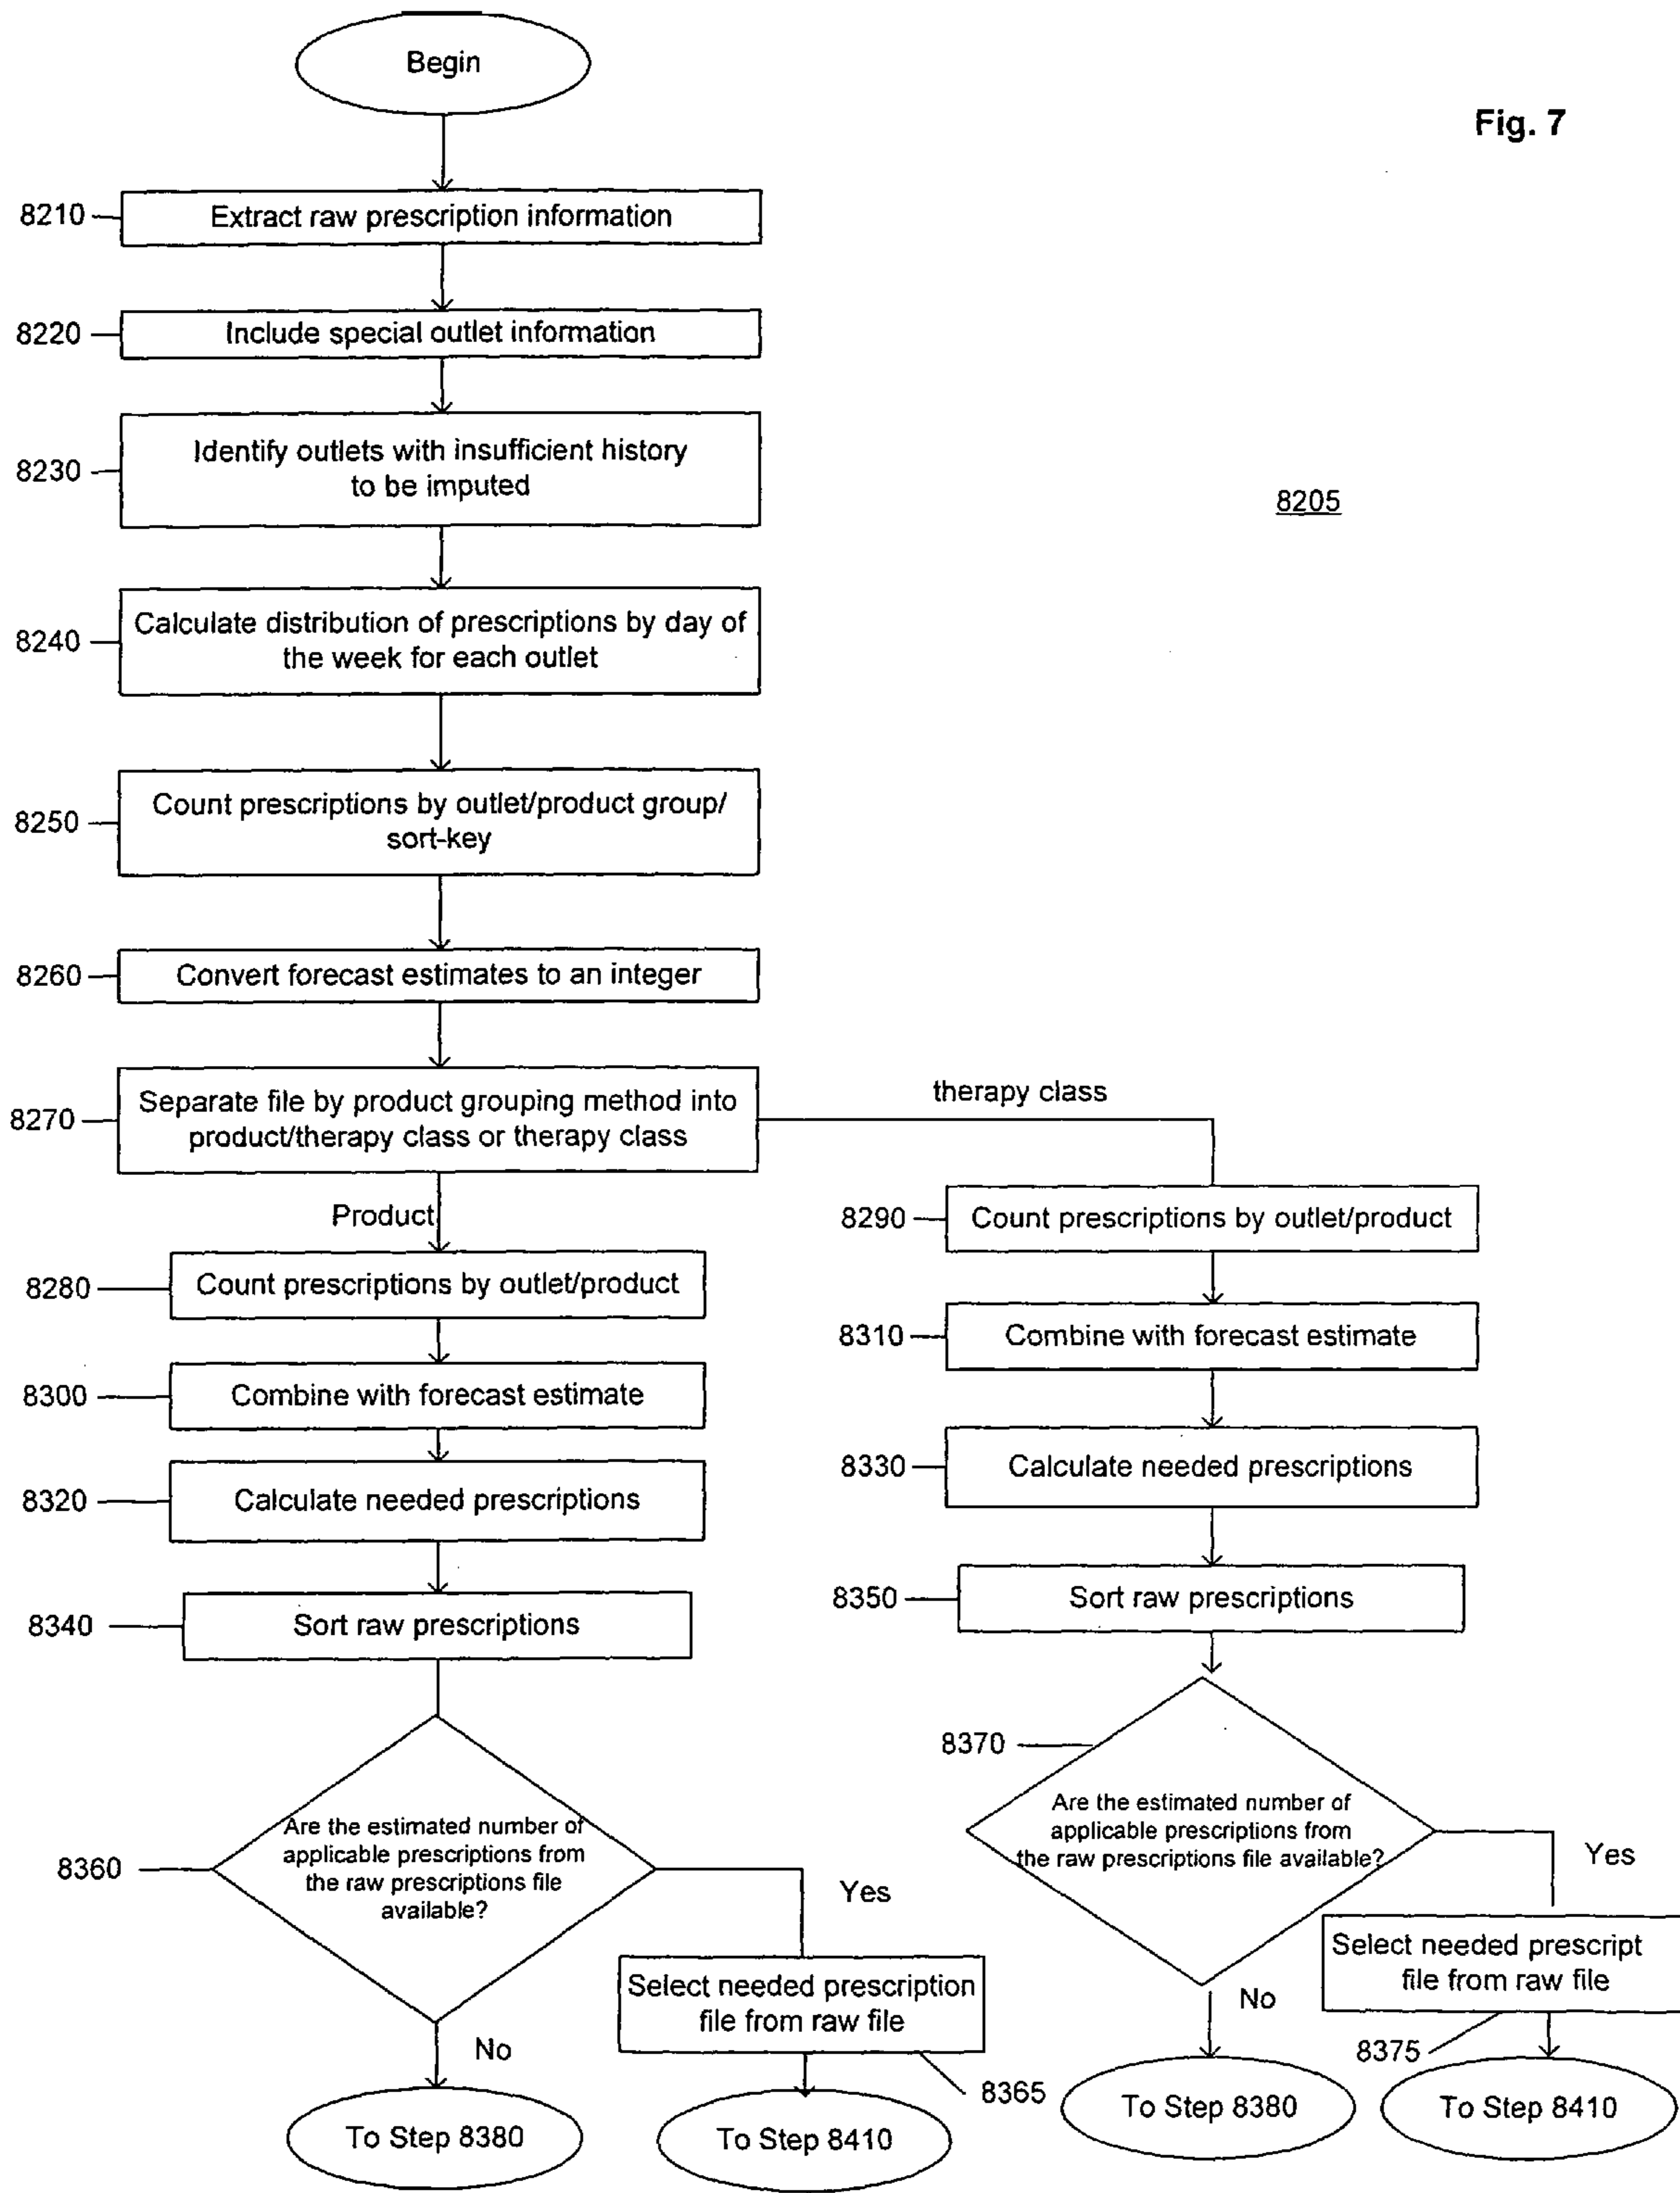 Begin
Fig. 7
8210
Extract raw prescription information
8220
Include special outlet information
8230
Identify outlets with insufficient history
to be imputed
8205
8240
Calculate distribution of prescriptions by day of
the week for each outlet
8250
Count prescriptions by outlet/product group/
sort-key
8260
Convert forecast estimates to an integer
8270
Separate file by product grouping method into
product/therapy class or therapy class
therapy class
Product
8280
Count prescriptions by outlet/product
8300
Combine with forecast estimate
8320
Calculate needed prescriptions
8340
Sort raw prescriptions
8360
Are the estimated number of
applicable prescriptions from
the raw prescriptions file
available?
Yes
Select needed prescription
file from raw file
8365
No
To Step 8380
To Step 8410
8290
Count prescriptions by outlet/product
8310
Combine with forecast estimate
8330
Calculate needed prescriptions
8350
Sort raw prescriptions
8370
Are the estimated number of
applicable prescriptions from
the raw prescriptions file available?
Yes
Select needed prescript
file from raw file
8375
No
To Step 8380
To Step 8410